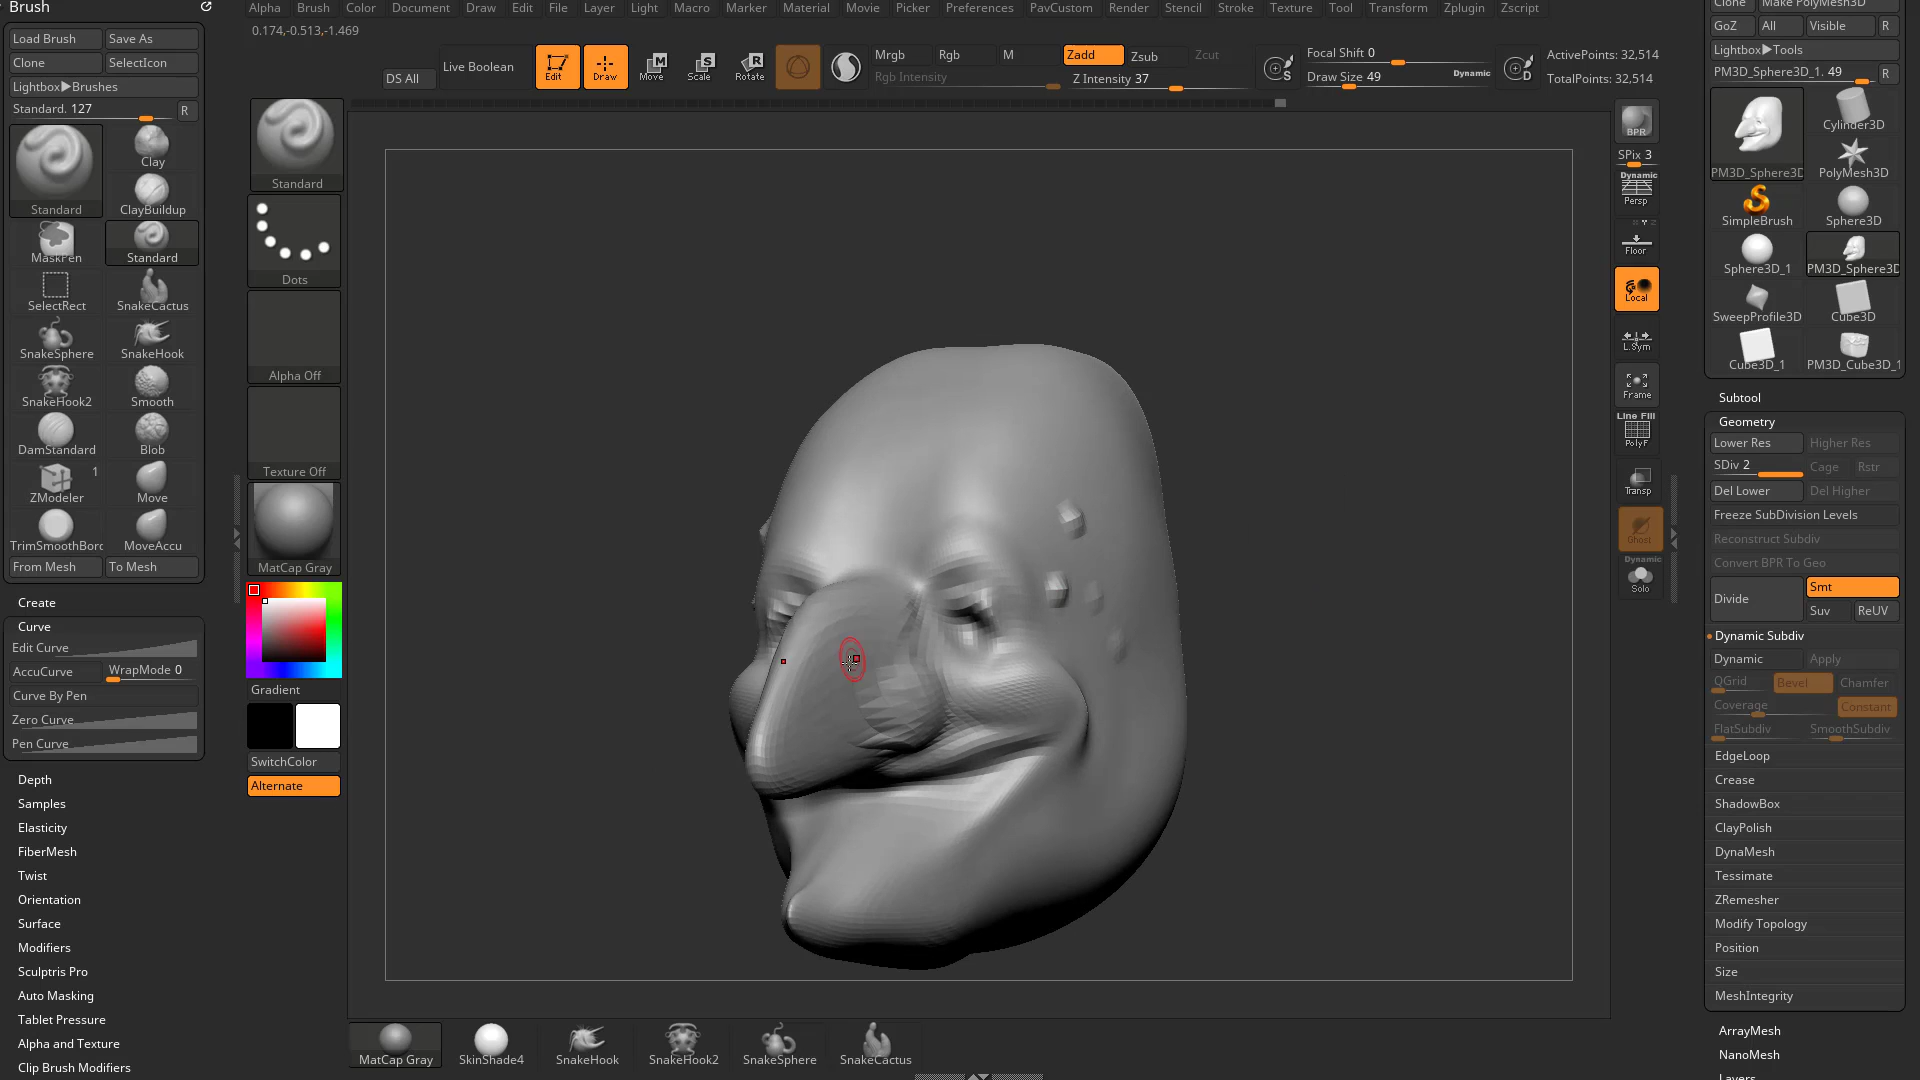 Brush
Load Brush Save As
Clone SelectIcon
Lightbox▶Brushes
Standard. 127 R
Standard
Clay
ClayBuildup
MaskPen Standard
SelectRect SnakeCactus
SnakeSphere SnakeHook
SnakeHook2 Smooth
DamStandard Blob
1
ZModeler Move
TrimSmoothBorc MoveAccu
From Mesh To Mesh
Create
Curve
Edit Curve
AccuCurve WrapMode 0
Curve By Pen
Zero Curve
Pen Curve
Depth
Samples
Elasticity
FiberMesh
Twist
Orientation
Surface
Modifiers
Sculptris Pro
Auto Masking
Tablet Pressure
Alpha and Texture
Clip Brush Modifiers
Alpha Brush Color Document Draw Edit File Layer Light Macro Marker Material Movie Picker Preferences PavCustom Render Stencil Stroke Texture Tool Transform Zplugin Zscript
0.174,-0.513,-1.469
DS All
Live Boolean
Edit Draw Move Scale Rotate
M S R
Mrgb Rgb M Zadd Zsub Zcut
Rgb Intensity Z Intensity 37
S
Focal Shift 0
Draw Size 49 Dynamic
D
ActivePoints: 32,514
TotalPoints: 32,514
Standard
Dots
Alpha Off
Texture Off
MatCap Gray
Gradient
SwitchColor
Alternate
BPR
SPix 3
Dynamic
Persp
Floor
Local
L.Sym
Frame
Line Fill
PolyF
Transp
Ghost
Dynamic
Solo
MatCap Gray SkinShade4 SnakeHook SnakeHook2 SnakeSphere SnakeCactus
Clone Make PolyMesh3D
GoZ All Visible R
Lightbox▶Tools
PM3D_Sphere3D_1. 49 R
PM3D_Sphere3D
Cylinder3D
PolyMesh3D
SimpleBrush Sphere3D
Sphere3D_1 PM3D_Sphere3D
SweepProfile3D Cube3D
Cube3D_1 PM3D_Cube3D_1
Subtool
Geometry
Lower Res Higher Res
SDiv 2 Cage Rstr
Del Lower Del Higher
Freeze SubDivision Levels
Reconstruct Subdiv
Convert BPR To Geo
Divide Smt
Suv ReUV
Dynamic Subdiv
Dynamic Apply
QGrid Bevel Chamfer
Coverage Constant
FlatSubdiv SmoothSubdiv
EdgeLoop
Crease
ShadowBox
ClayPolish
DynaMesh
Tessimate
ZRemesher
Modify Topology
Position
Size
MeshIntegrity
ArrayMesh
NanoMesh
Layers